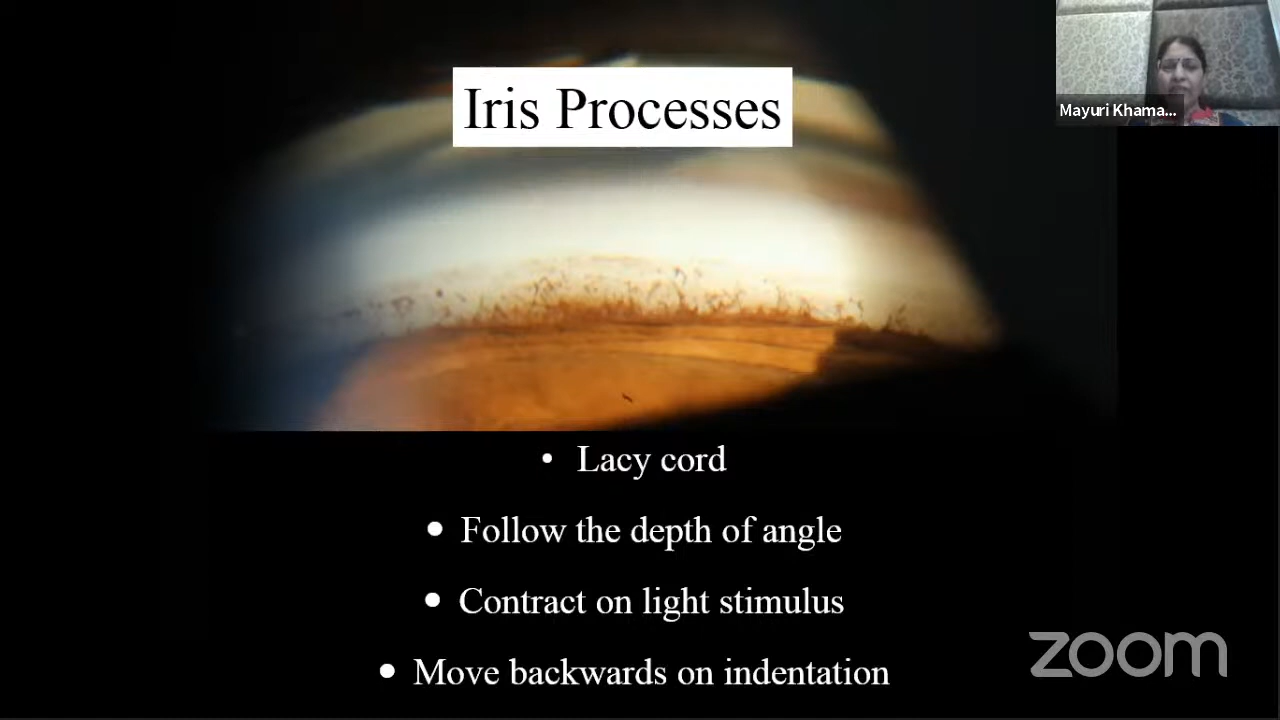 Iris Processes
Mayuri Khama...
• Lacy cord
• Follow the depth of angle
• Contract on light stimulus
• Move backwards on indentation
zoom